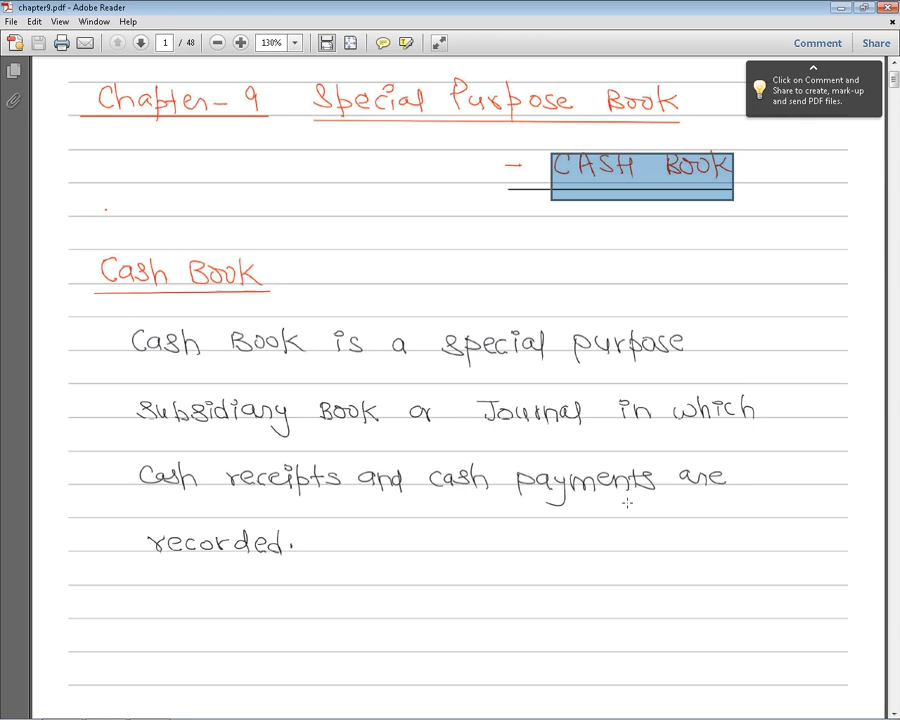 chapter9.pdf - Adobe Reader
File Edit View Window Help
1 / 48 130% Comment Share
Click on Comment and
Share to create, mark-up
and send PDF files.
Chapter-9 Special Purpose Book
- CASH BOOK
Cash Book
Cash Book is a special purpose
subsidiary Book or Journal in which
Cash receipts and cash payments are
recorded.